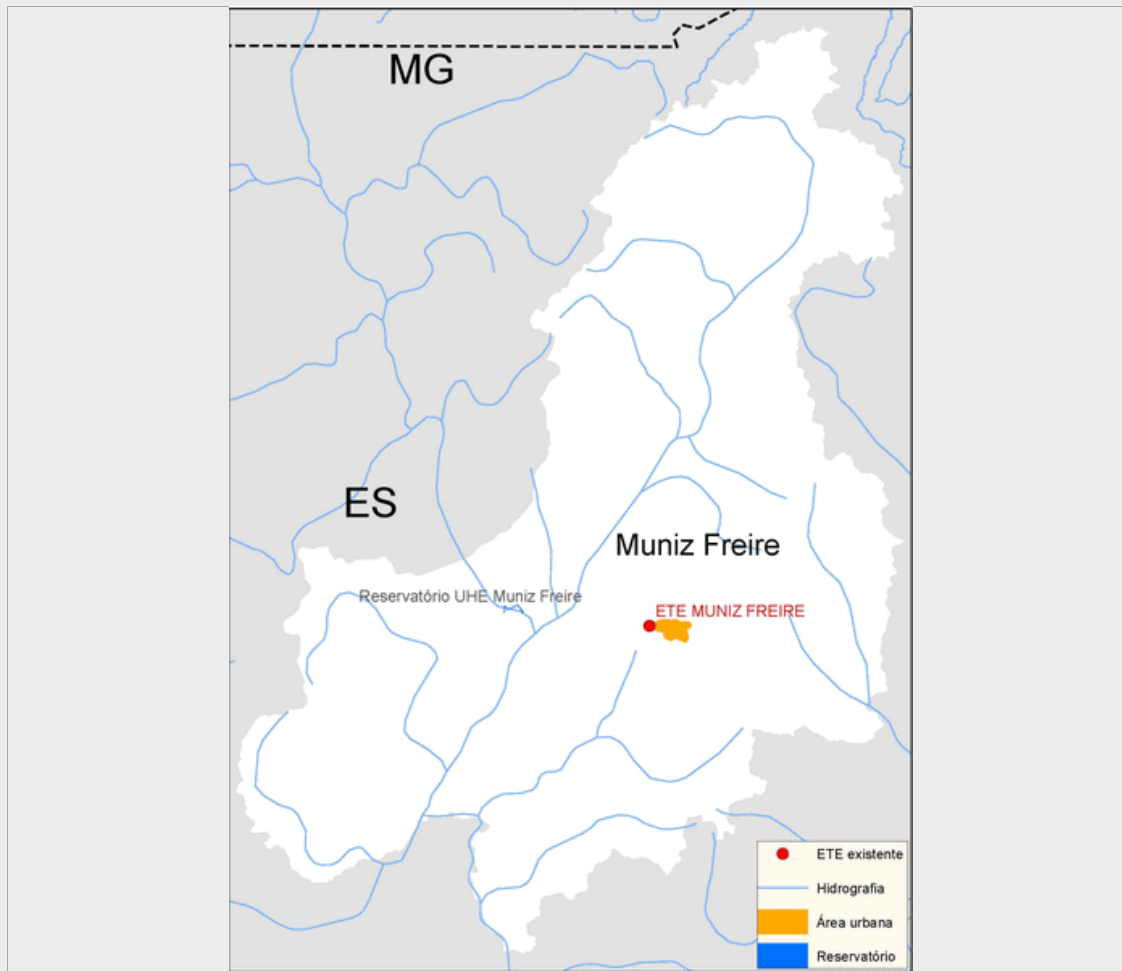 MG
ES
Muniz Freire
Reservatório UHE Muniz Freire
ETE MUNIZ FREIRE
ETE existente
Hidrografia
Área urbana
Reservatório